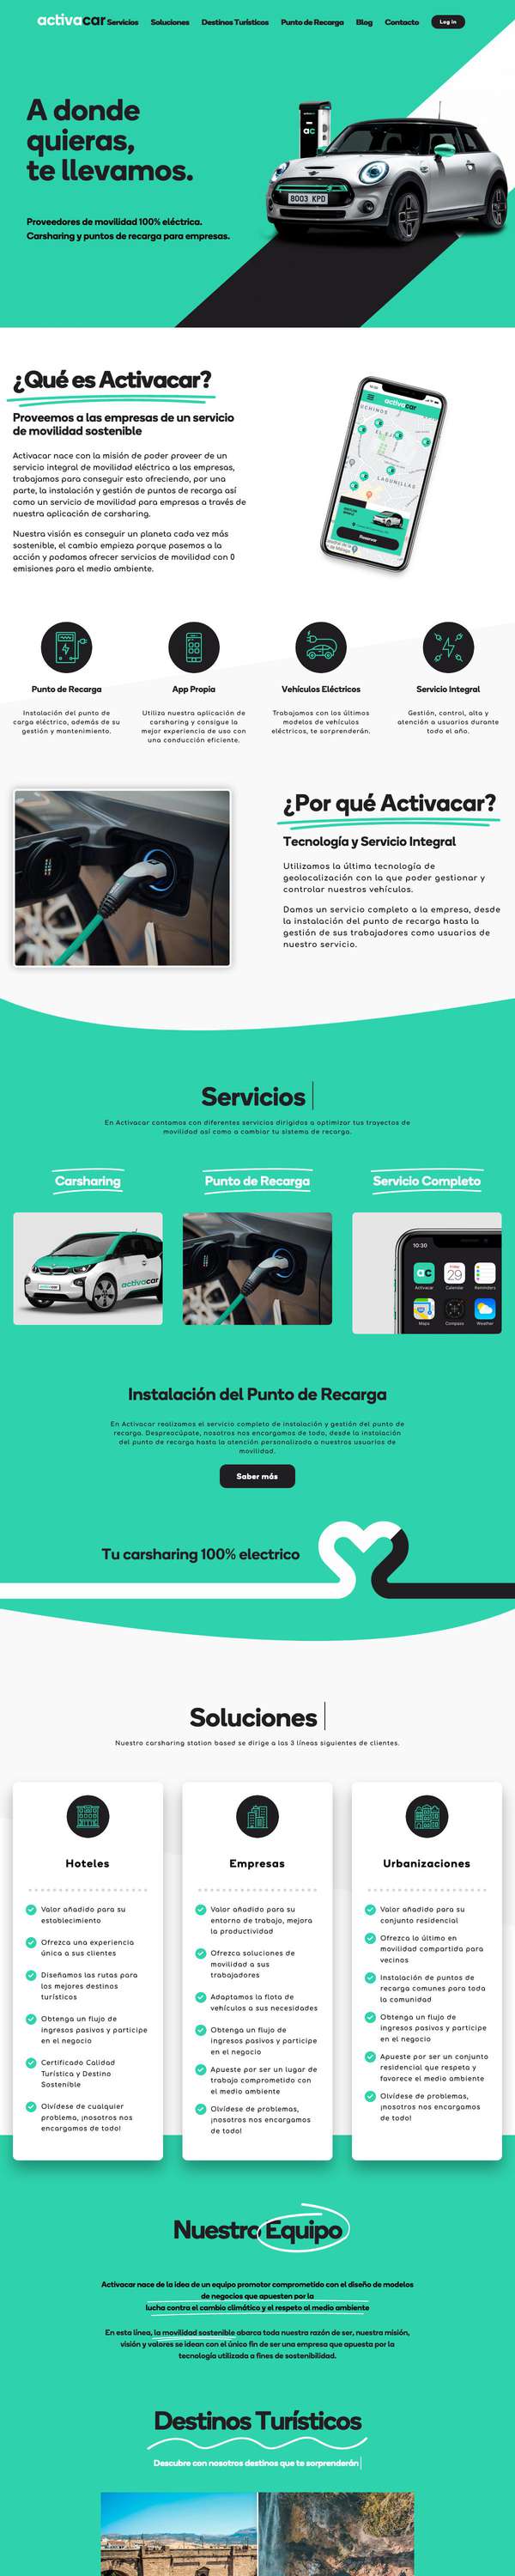 activacar Servicios Soluciones Destinos Turísticos Punto de Recarga Blog Contacto Log in
A donde
quieras,
te llevamos.
ac
8003 KPD
Proveedores de movilidad 100% eléctrica.
Carsharing y puntos de recarga para empresas.
¿Qué es Activacar?
Proveemos a las empresas de un servicio
de movilidad sostenible
Activacar nace con la misión de poder proveer de un
servicio integral de movilidad eléctrica a las empresas,
trabajamos para conseguir esto ofreciendo, por una
parte, la instalación y gestión de puntos de recarga así
como un servicio de movilidad para empresas a través de
nuestra aplicación de carsharing.
Nuestra visión es conseguir un planeta cada vez más
sostenible, el cambio empieza porque pasemos a la
acción y podamos ofrecer servicios de movilidad con 0
emisiones para el medio ambiente.
activacar
LAGUNILLAS
Reservar
Punto de Recarga
Instalación del punto de
carga eléctrico, además de su
gestión y mantenimiento.
App Propia
Utiliza nuestra aplicación de
carsharing y consigue la
mejor experiencia de uso con
una conducción eficiente.
Vehículos Eléctricos
Trabajamos con los últimos
modelos de vehículos
eléctricos, te sorprenderán.
Servicio Integral
Gestión, control, alta y
atención a usuarios durante
todo el año.
¿Por qué Activacar?
Tecnología y Servicio Integral
Utilizamos la última tecnología de
geolocalización con la que poder gestionar y
controlar nuestros vehículos.
Damos un servicio completo a la empresa, desde
la instalación del punto de recarga hasta la
gestión de sus trabajadores como usuarios de
nuestro servicio.
Servicios
En Activacar contamos con diferentes servicios dirigidos a optimizar tus trayectos de
movilidad así como a cambiar tu sistema de recarga.
Carsharing
activacar
Punto de Recarga
Servicio Completo
10:30
FRI
29
Activacar Calendar Reminders
Maps Compass Weather
Instalación del Punto de Recarga
En Activacar realizamos el servicio completo de instalación y gestión del punto de
recarga. Despreocúpate, nosotros nos encargamos de todo, desde la instalación
del punto de recarga hasta la atención personalizada a nuestros usuarios de
movilidad.
Saber más
Tu carsharing 100% electrico
Soluciones
Nuestro carsharing station based se dirige a las 3 líneas siguientes de clientes.
Hoteles
Valor añadido para su
establecimiento
Ofrezca una experiencia
única a sus clientes
Diseñamos las rutas para
los mejores destinos
turísticos
Obtenga un flujo de
ingresos pasivos y participe
en el negocio
Certificado Calidad
Turística y Destino
Sostenible
Olvídese de cualquier
problema, ¡nosotros nos
encargamos de todo!
Empresas
Valor añadido para su
entorno de trabajo, mejora
la productividad
Ofrezca soluciones de
movilidad a sus
trabajadores
Adaptamos la flota de
vehículos a sus necesidades
Obtenga un flujo de
ingresos pasivos y participe
en el negocio
Apueste por ser un lugar de
trabajo comprometido con
el medio ambiente
Olvídese de problemas,
¡nosotros nos encargamos
de todo!
Urbanizaciones
Valor añadido para su
conjunto residencial
Ofrezca lo último en
movilidad compartida para
vecinos
Instalación de puntos de
recarga comunes para toda
la comunidad
Obtenga un flujo de
ingresos pasivos y participe
en el negocio
Apueste por ser un conjunto
residencial que respeta y
favorece el medio ambiente
Olvídese de problemas,
¡nosotros nos encargamos
de todo!
Nuestro Equipo
Activacar nace de la idea de un equipo promotor comprometido con el diseño de modelos
de negocios que apuesten por la
lucha contra el cambio climático y el respeto al medio ambiente
En esta línea, la movilidad sostenible abarca toda nuestra razón de ser, nuestra misión,
visión y valores se idean con el único fin de ser una empresa que apuesta por la
tecnología utilizada a fines de sostenibilidad.
Destinos Turísticos
Descubre con nosotros destinos que te sorprenderán